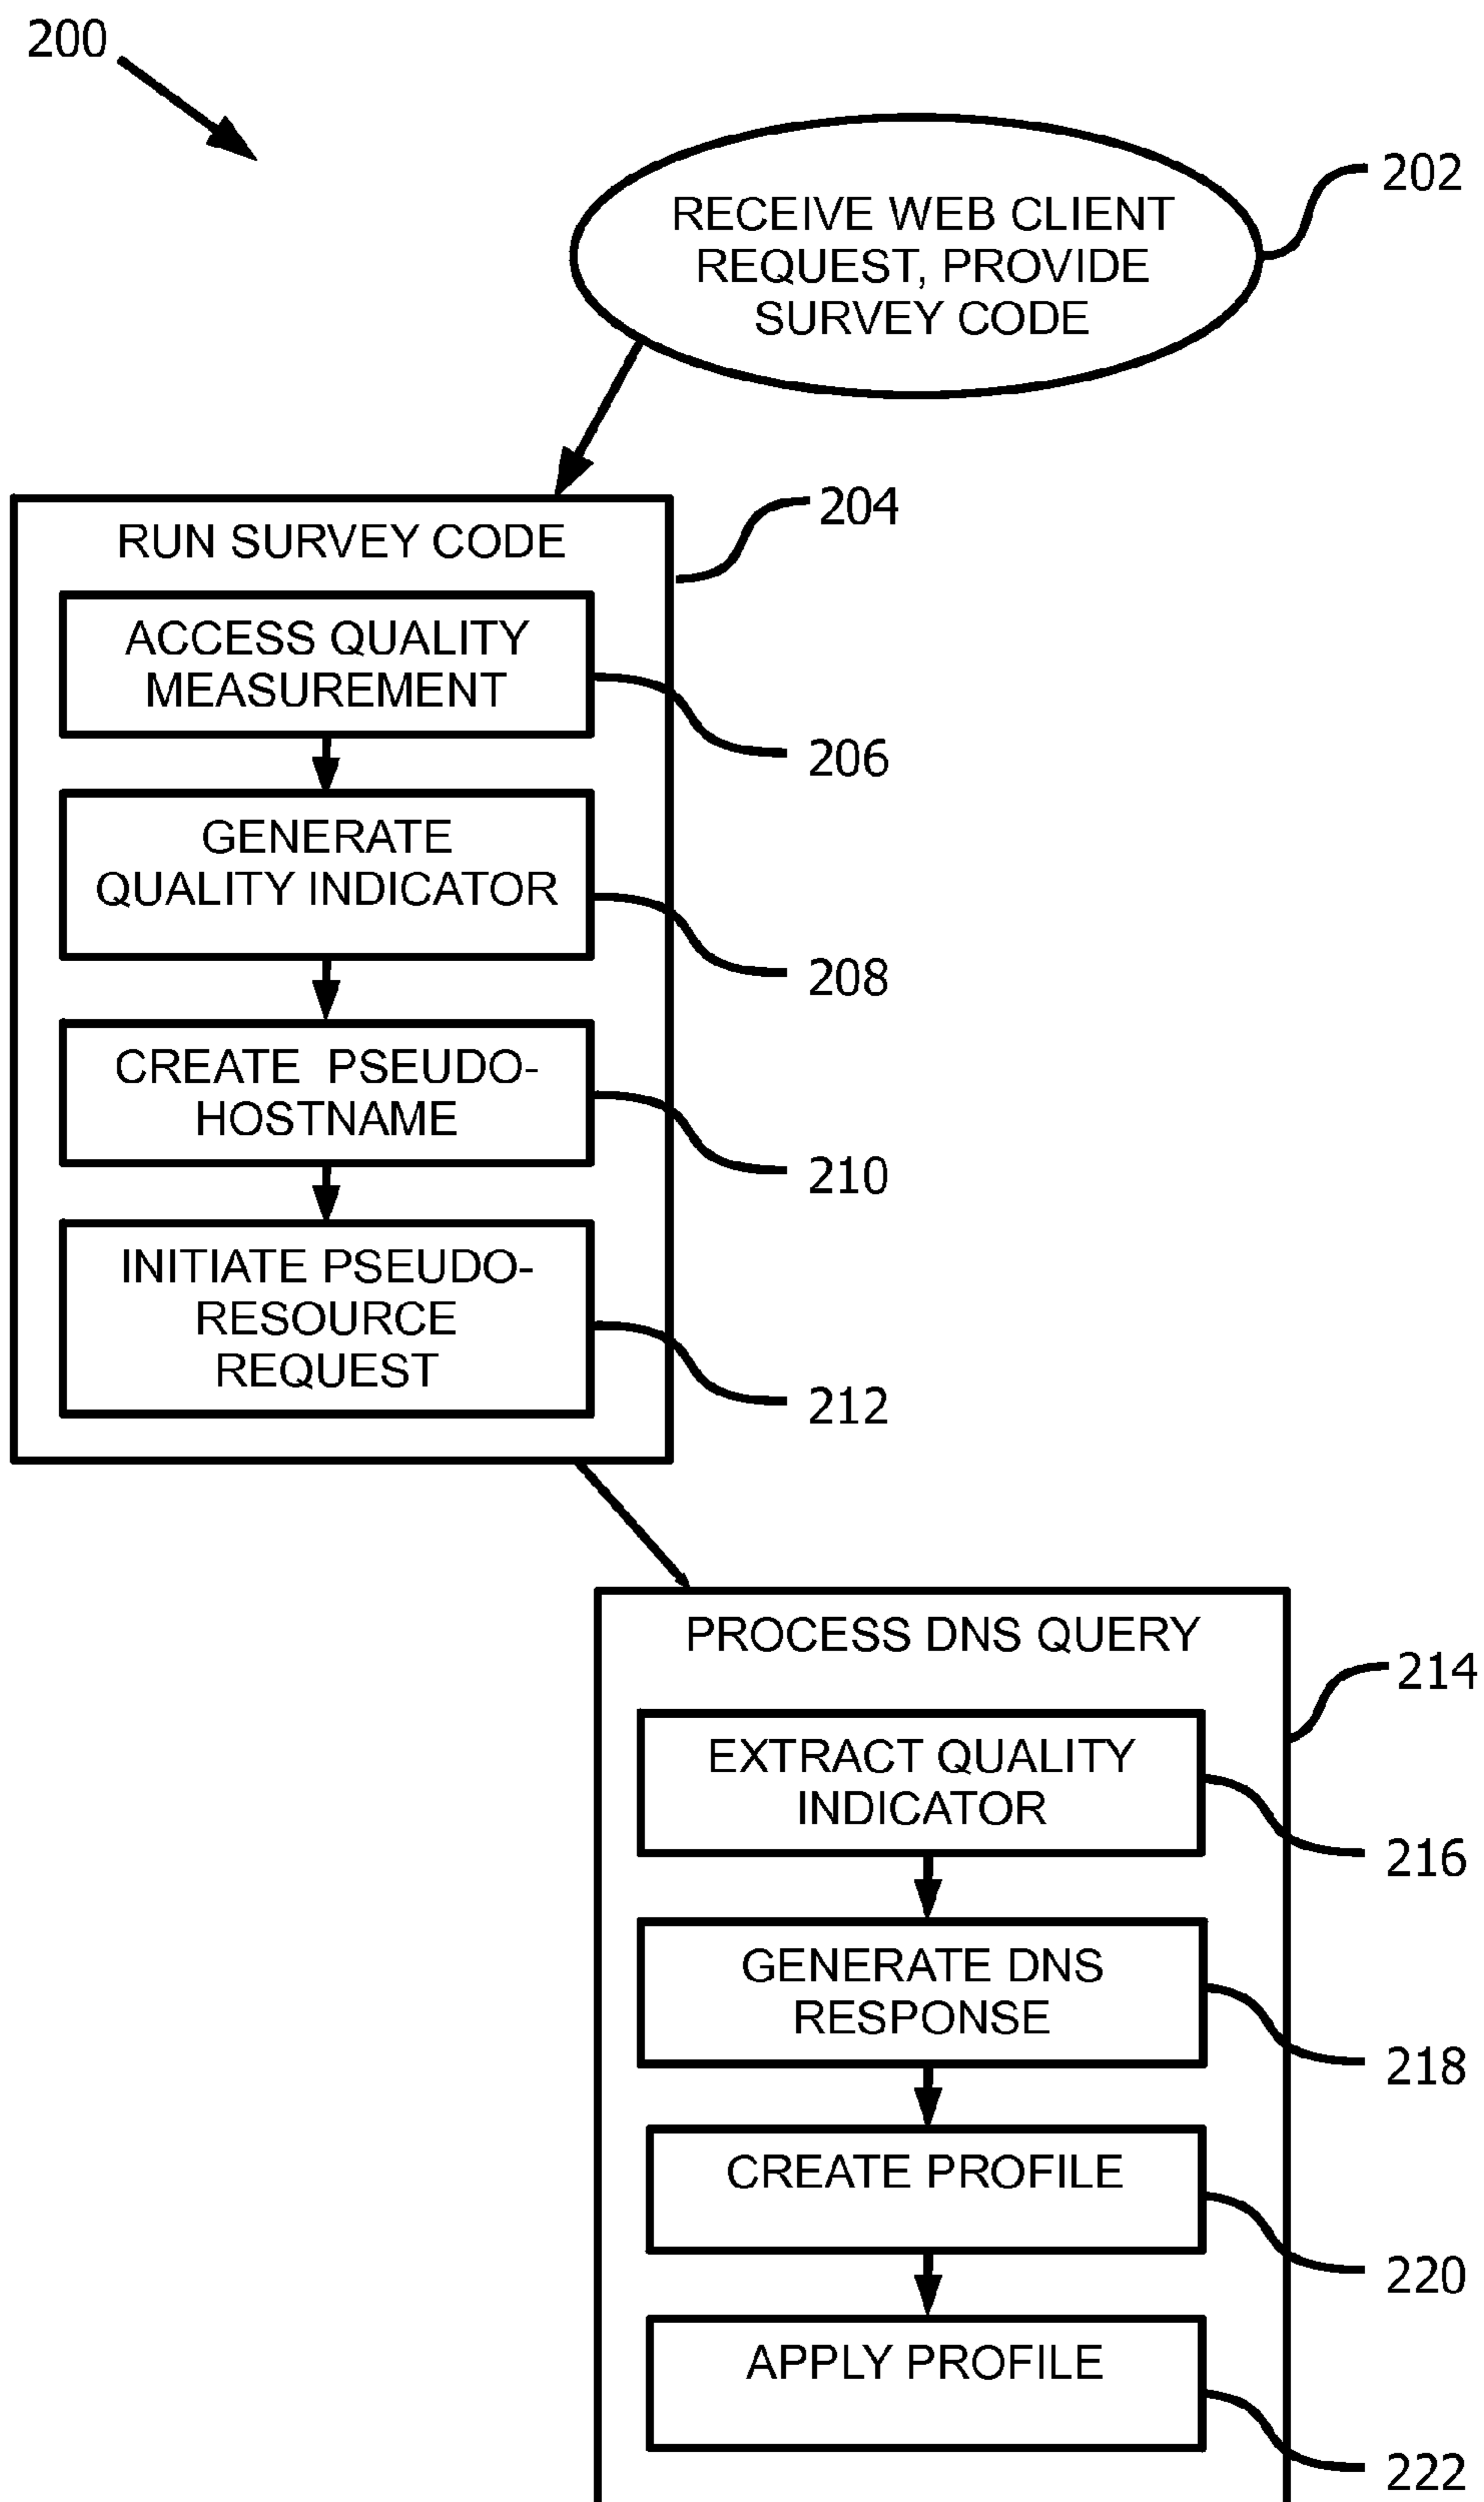 200
202
RECEIVE WEB CLIENT
REQUEST, PROVIDE
SURVEY CODE
204
RUN SURVEY CODE
ACCESS QUALITY
MEASUREMENT
206
GENERATE
QUALITY INDICATOR
208
CREATE PSEUDO-
HOSTNAME
210
INITIATE PSEUDO-
RESOURCE
REQUEST
212
PROCESS DNS QUERY
214
EXTRACT QUALITY
INDICATOR
216
GENERATE DNS
RESPONSE
218
CREATE PROFILE
220
APPLY PROFILE
222